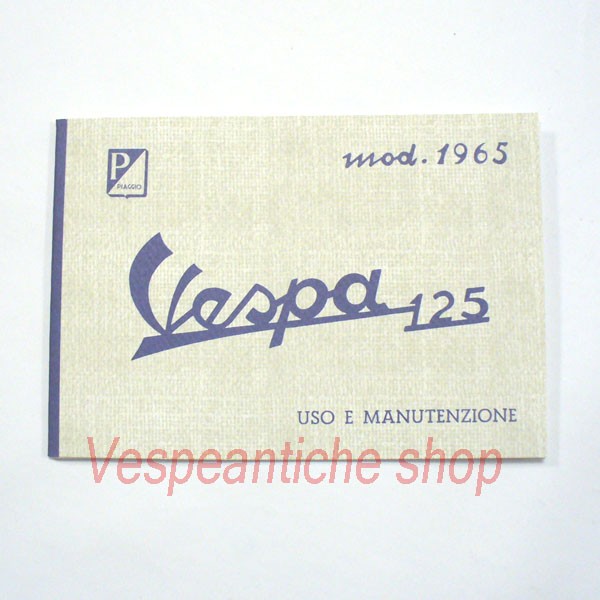 P
PIAGGIO
mod. 1965
Vespa 125
USO E MANUTENZIONE
Vespeantiche shop